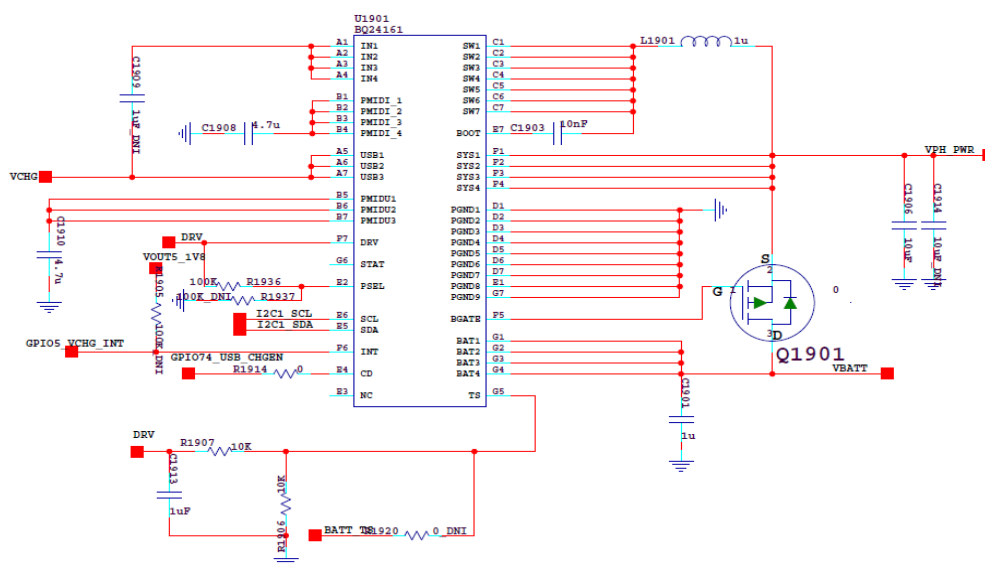 U1901
BQ24161
A1 IN1 SW1 C1
A2 IN2 SW2 C2
A3 IN3 SW3 C3
A4 IN4 SW4 C4
SW5 C5
B1 PMIDI_1 SW6 C6
B2 PMIDI_2 SW7 C7
B3 PMIDI_3
B4 PMIDI_4 BOOT E7 C1903 10nF
L1901 1u
C1909 1uF_DNI
C1908 4.7u
A5 USB1 SYS1 F1
A6 USB2 SYS2 F2
A7 USB3 SYS3 F3
SYS4 F4
VCHG
VPH_PWR
B5 PMIDU1
B6 PMIDU2 PGND1 D1
B7 PMIDU3 PGND2 D2
PGND3 D3
F7 DRV PGND4 D4
PGND5 D5
G6 STAT PGND6 D6
PGND7 D7
E2 PSEL PGND8 E1
PGND9 G7
C1910 4.7u
DRV
VOUT5_1V8
100K R1936
100K_DNI R1937
R1905 100K_DNI
C1906 10uF
C1914 10uF_DNI
I2C1_SCL E6 SCL BGATE F5
I2C1_SDA E5 SDA
S
2
G 1
3 D
0
Q1901
GPIO5_VCHG_INT F6 INT BAT1 G1
BAT2 G2
GPIO74_USB_CHGEN BAT3 G3
R1914 0 E4 CD BAT4 G4
VBATT
E3 NC TS G5
C1901
1u
DRV
R1907 10K
C1913
1uF
10K
R1906
BATT_TS R1920 0_DNI